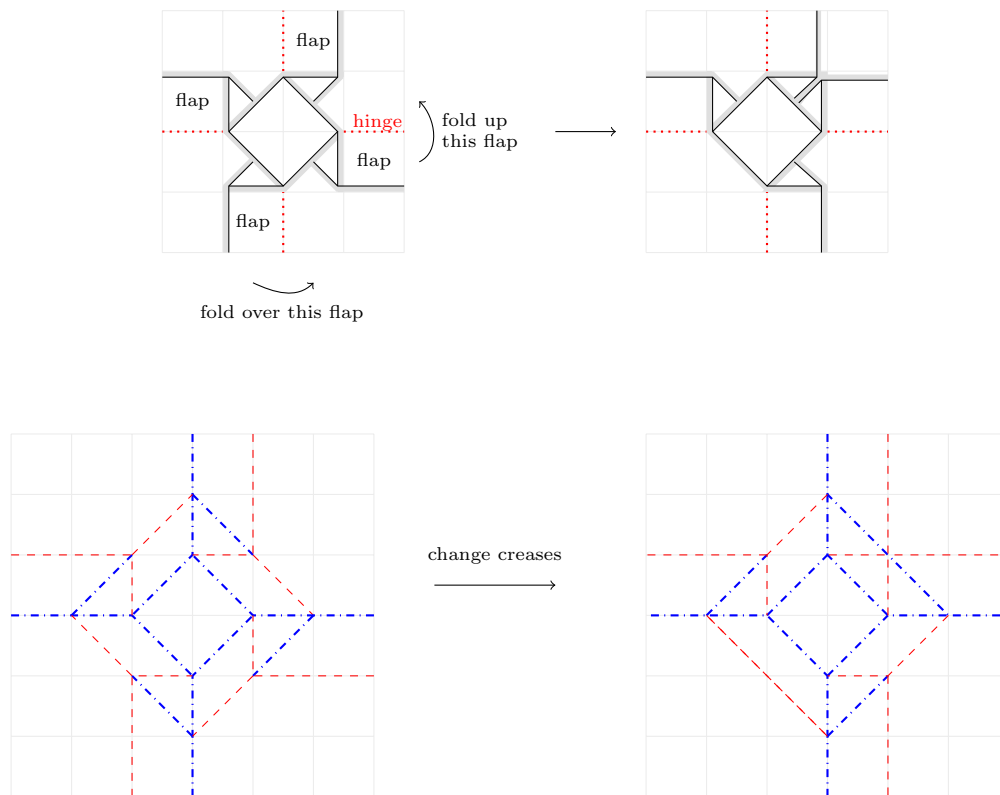 flap
flap
hinge
fold up
this flap
flap
flap
fold over this flap
change creases